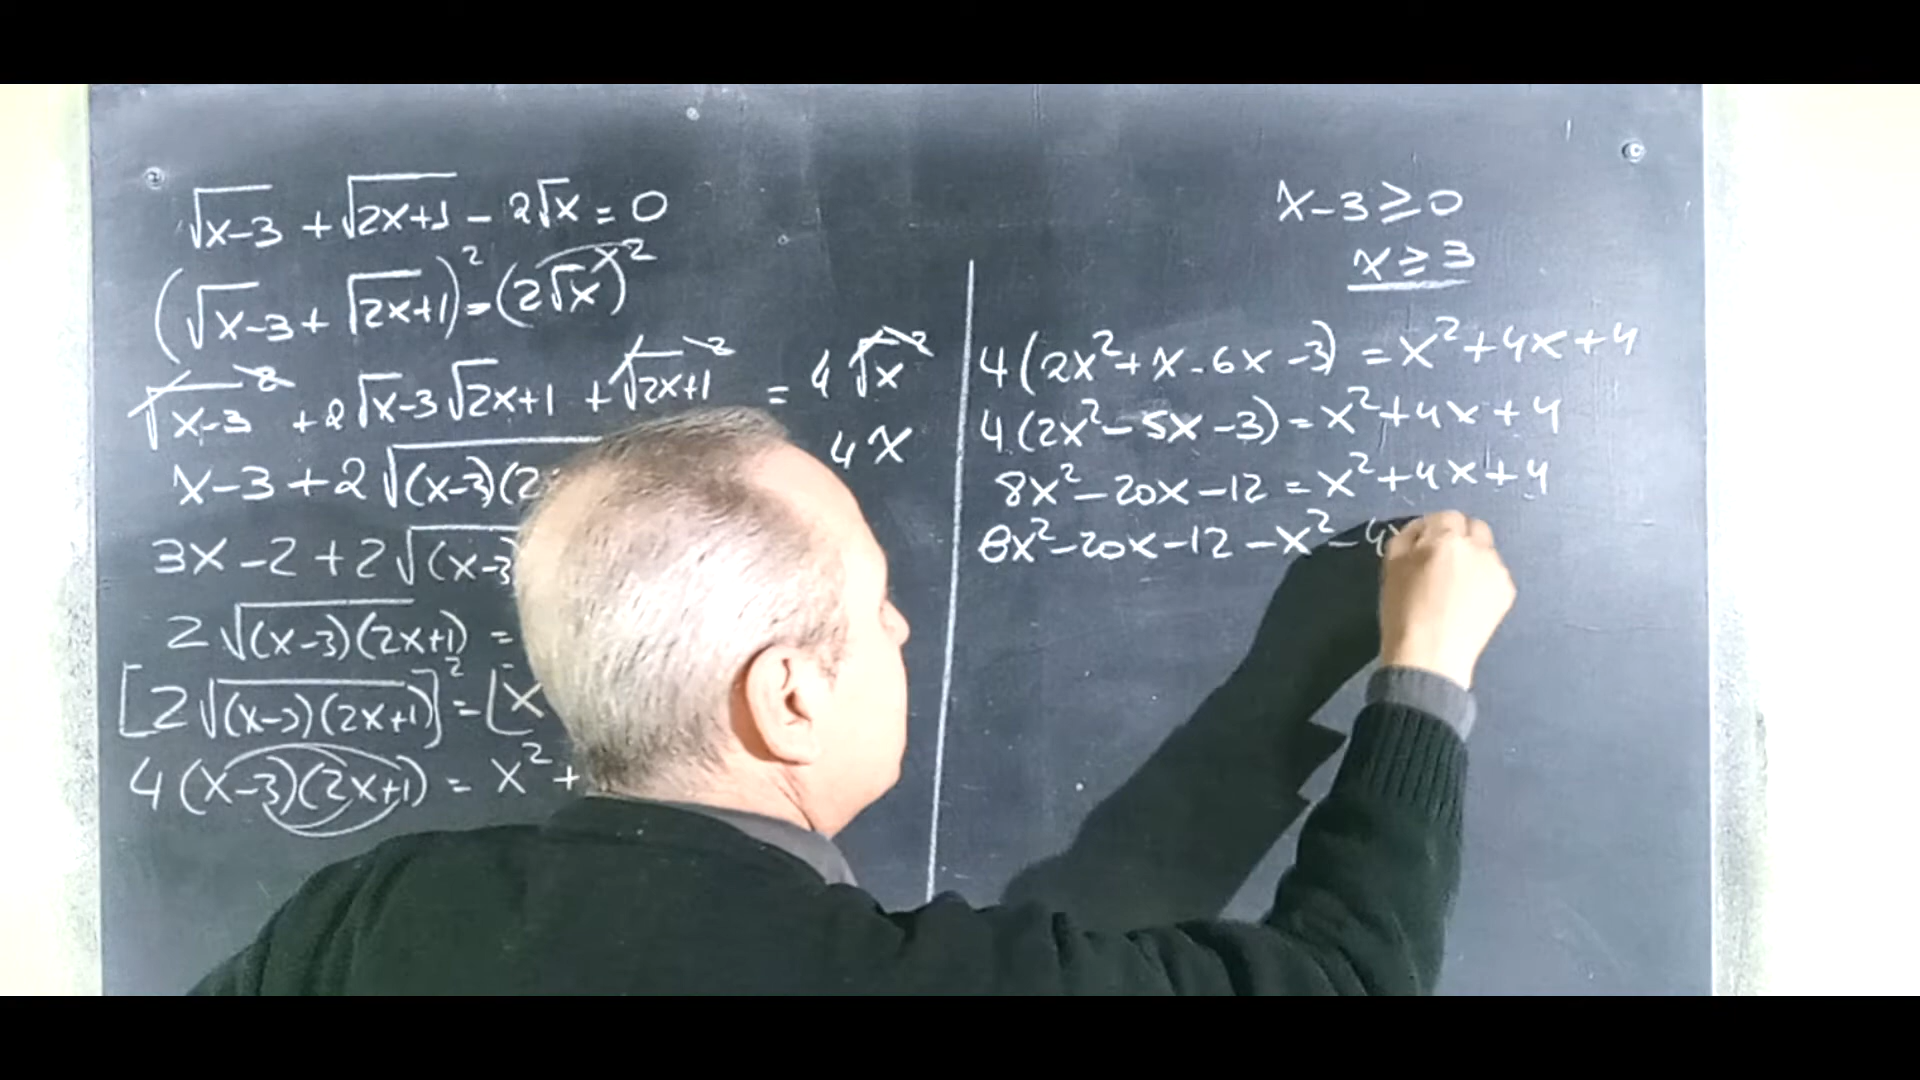 √x-3 + √2x+1 - 2√x = 0
(√x-3 + √2x+1)² = (2√x)²
√x-3² + 2√x-3√2x+1 + √2x+1² = 4√x²
x-3+2√(x-3)(2 4x
3x-2+2√(x-3)
2√(x-3)(2x+1) =
[2√(x-3)(2x+1)]² = [x
4(x-3)(2x+1) = x²+
x-3≥0
x≥3
4(2x²+x-6x-3) = x²+4x+4
4(2x²-5x-3) = x²+4x+4
8x²-20x-12 = x²+4x+4
8x²-20x-12-x²-4x